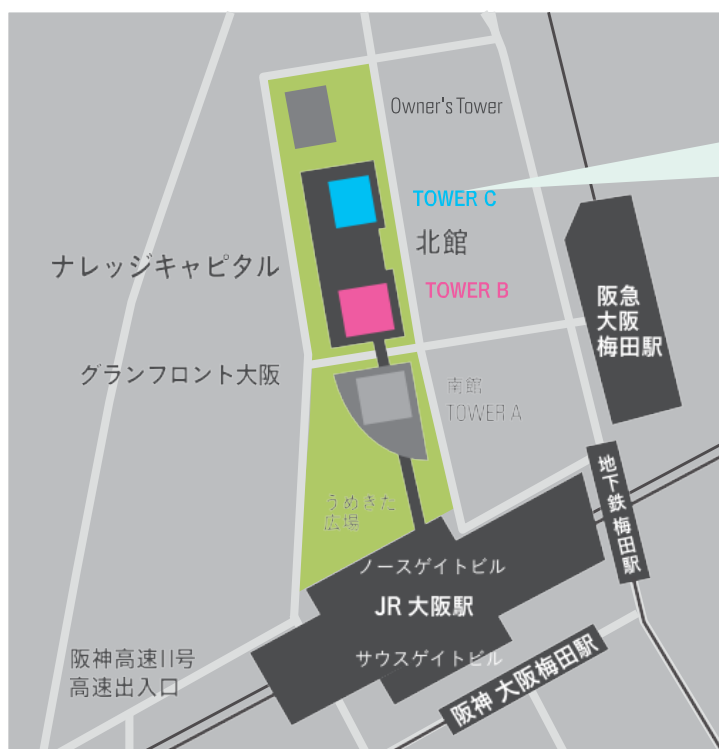 Owner's Tower
TOWER C
北館
ナレッジキャピタル
TOWER B
阪急
大阪
梅田駅
グランフロント大阪
南館
TOWER A
地下鉄 梅田駅
うめきた
広場
ノースゲイトビル
JR 大阪駅
サウスゲイトビル
阪神高速11号
高速出入口
阪神 大阪梅田駅